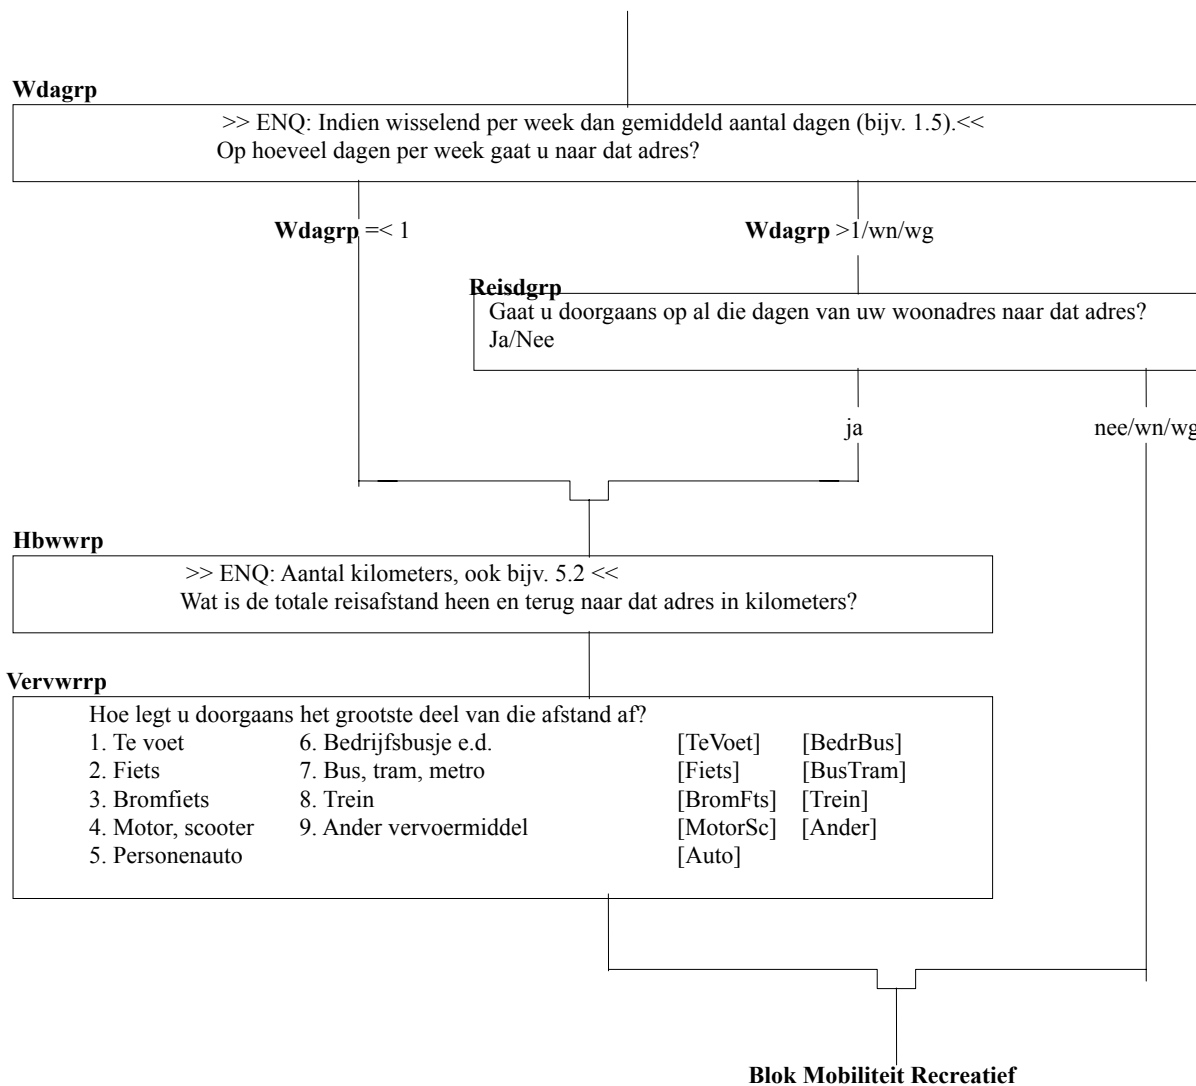 Wdagrp
>> ENQ: Indien wisselend per week dan gemiddeld aantal dagen (bijv. 1.5).<<
Op hoeveel dagen per week gaat u naar dat adres?
Wdagrp =< 1
Wdagrp >1/wn/wg
Reisdgrp
Gaat u doorgaans op al die dagen van uw woonadres naar dat adres?
Ja/Nee
ja
nee/wn/wg
Hbwwrp
>> ENQ: Aantal kilometers, ook bijv. 5.2 <<
Wat is de totale reisafstand heen en terug naar dat adres in kilometers?
Vervwrrp
Hoe legt u doorgaans het grootste deel van die afstand af?
1. Te voet 6. Bedrijfsbusje e.d. [TeVoet] [BedrBus]
2. Fiets 7. Bus, tram, metro [Fiets] [BusTram]
3. Bromfiets 8. Trein [BromFts] [Trein]
4. Motor, scooter 9. Ander vervoermiddel [MotorSc] [Ander]
5. Personenauto [Auto]
Blok Mobiliteit Recreatief